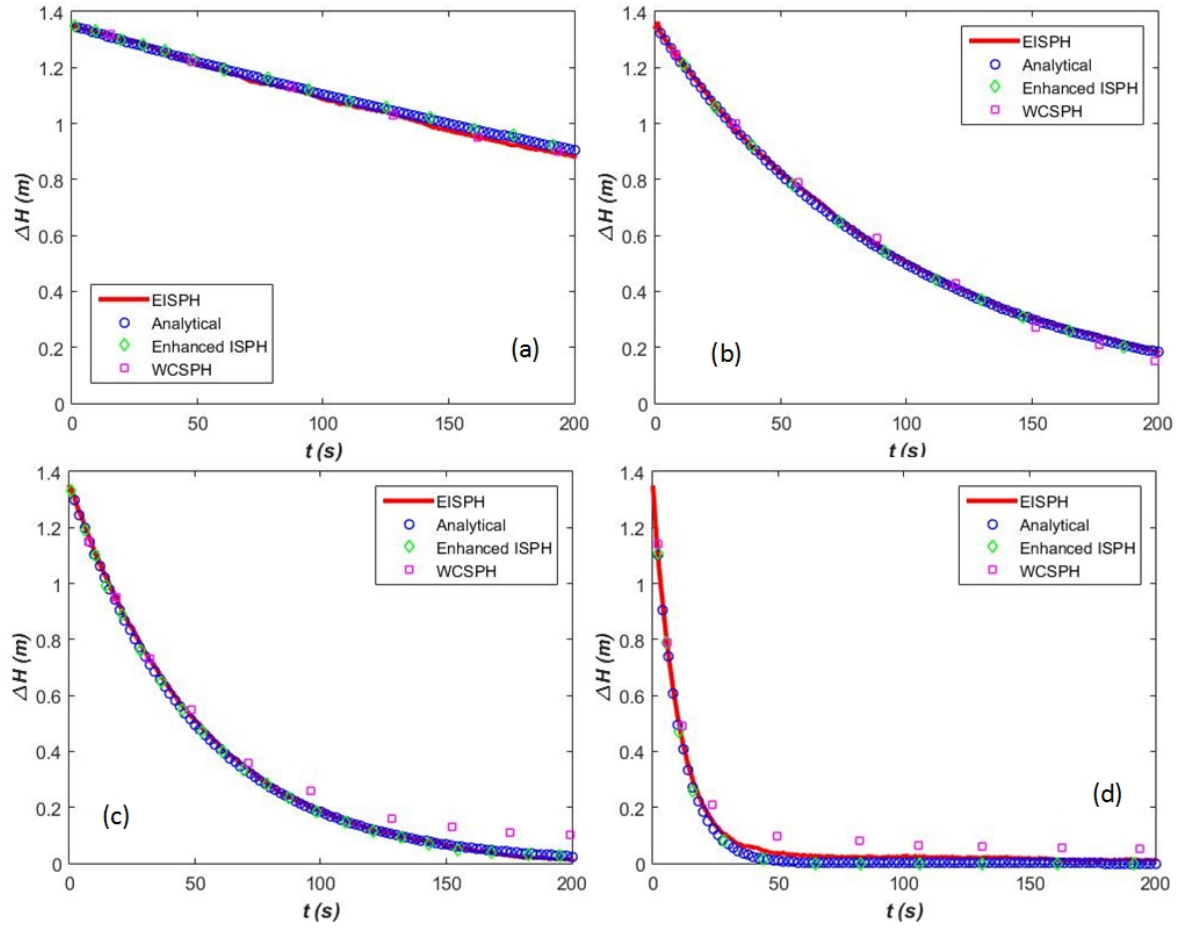 1.4
1.2
1
0.8
0.6
0.4
0.2
0
ΔH (m)
EISPH
Analytical
Enhanced ISPH
WCSPH
(a)
0 50 100 150 200
t (s)
1.4
1.2
1
0.8
0.6
0.4
0.2
0
ΔH (m)
EISPH
Analytical
Enhanced ISPH
WCSPH
(b)
0 50 100 150 200
t (s)
1.4
1.2
1
0.8
0.6
0.4
0.2
0
ΔH (m)
EISPH
Analytical
Enhanced ISPH
WCSPH
(c)
0 50 100 150 200
t (s)
1.4
1.2
1
0.8
0.6
0.4
0.2
0
ΔH (m)
EISPH
Analytical
Enhanced ISPH
WCSPH
(d)
0 50 100 150 200
t (s)